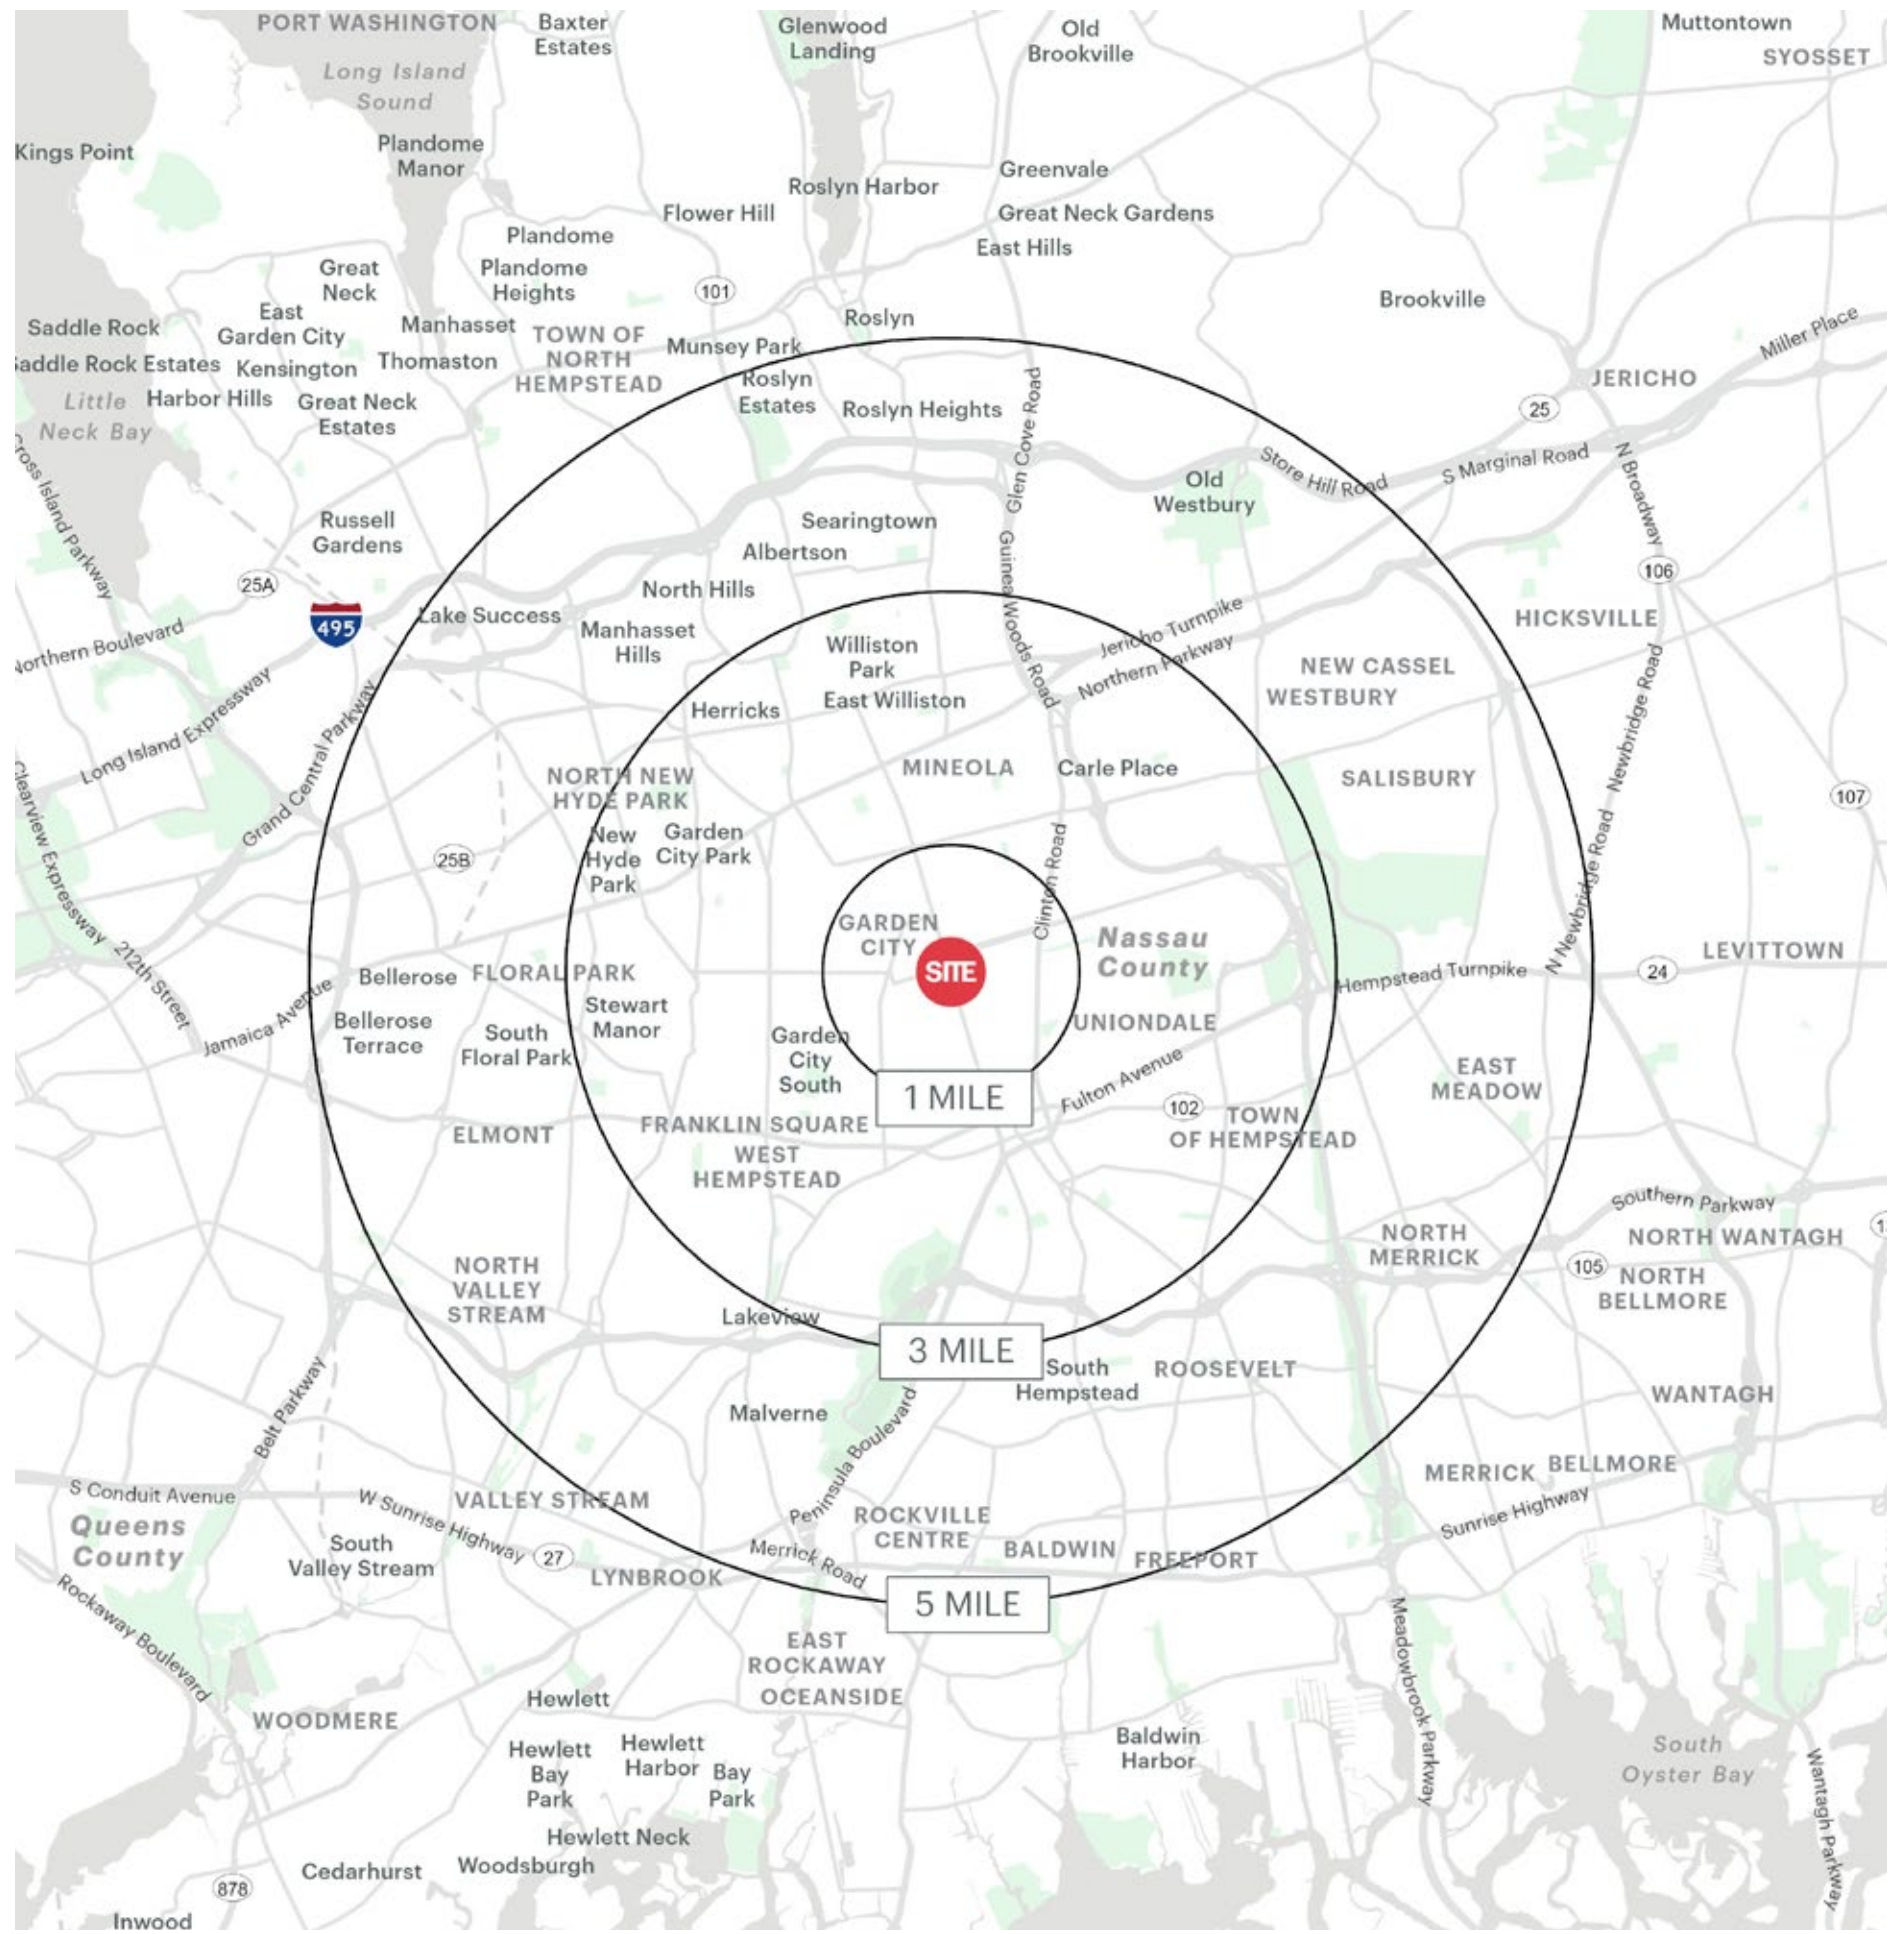 PORT WASHINGTON
Baxter
Estates
Glenwood
Landing
Old
Brookville
Muttontown
SYOSSET
Long Island
Sound
Kings Point
Plandome
Manor
Greenvale
Roslyn Harbor
Flower Hill
Great Neck Gardens
Plandome
East Hills
Great
Neck
Plandome
Heights
101
Brookville
East
Garden City
Saddle Rock
Manhasset
TOWN OF
NORTH
HEMPSTEAD
Roslyn
Munsey Park
Miller Place
Saddle Rock Estates
Kensington
Thomaston
JERICHO
Roslyn
Estates
Little
Neck Bay
Harbor Hills
Great Neck
Estates
Roslyn Heights
Glen Cove Road
25
Cross Island Parkway
Store Hill Road
S Marginal Road
N Broadway
Old
Westbury
Russell
Gardens
Searingtown
Albertson
Guinea Woods Road
25A
106
North Hills
495
Lake Success
Manhasset
Hills
Williston
Park
Jericho Turnpike
HICKSVILLE
Northern Boulevard
Northern Parkway
NEW CASSEL
WESTBURY
Herricks
East Williston
Newbridge Road
Long Island Expressway
Grand Central Parkway
NORTH NEW
HYDE PARK
MINEOLA
Carle Place
SALISBURY
107
Clearview Expressway
25B
New
Hyde
Park
Garden
City Park
Clinton Road
N Newbridge Road
GARDEN
CITY
SITE
Nassau
County
LEVITTOWN
212th Street
Bellerose
FLORAL PARK
Hempstead Turnpike
24
Jamaica Avenue
Stewart
Manor
Bellerose
Terrace
South
Floral Park
Garden
City
South
UNIONDALE
EAST
MEADOW
1 MILE
Fulton Avenue
102
TOWN
OF HEMPSTEAD
ELMONT
FRANKLIN SQUARE
WEST
HEMPSTEAD
Southern Parkway
NORTH
MERRICK
NORTH WANTAGH
NORTH
VALLEY
STREAM
105
NORTH
BELLMORE
Lakeview
3 MILE
South
Hempstead
ROOSEVELT
WANTAGH
Malverne
Belt Parkway
Peninsula Boulevard
MERRICK
BELLMORE
S Conduit Avenue
W Sunrise Highway
VALLEY STREAM
ROCKVILLE
CENTRE
Sunrise Highway
Queens
County
South
Valley Stream
27
Merrick Road
BALDWIN
FREEPORT
LYNBROOK
5 MILE
Rockaway Boulevard
EAST
ROCKAWAY
OCEANSIDE
Meadowbrook Parkway
Hewlett
WOODMERE
Hewlett
Bay
Park
Hewlett
Harbor
Bay
Park
Baldwin
Harbor
South
Oyster Bay
Wantagh Parkway
Hewlett Neck
Woodsburgh
Cedarhurst
878
Inwood